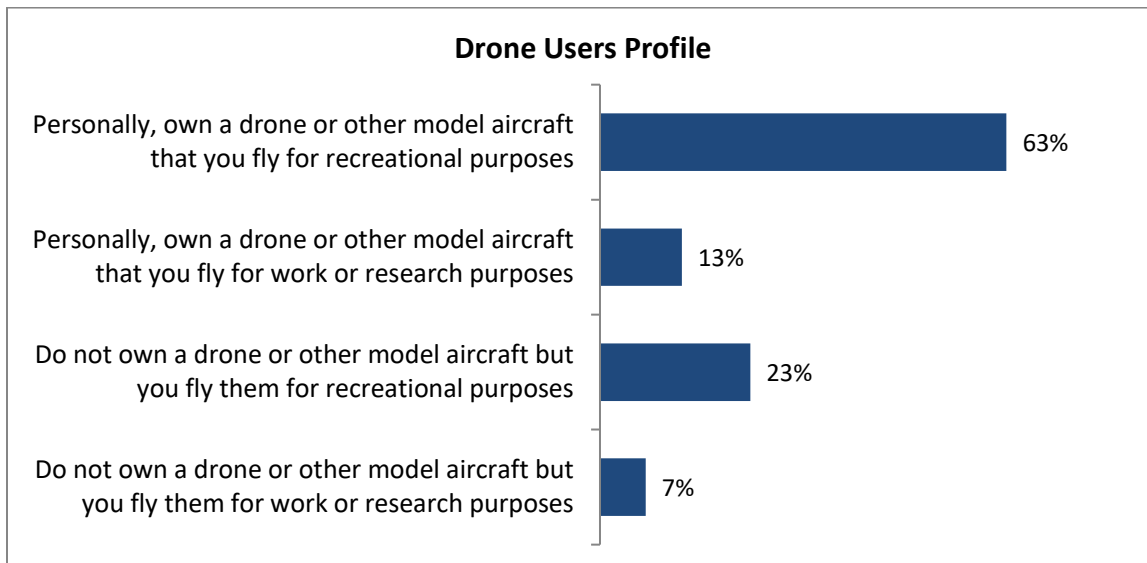 Drone Users Profile
Personally, own a drone or other model aircraft
that you fly for recreational purposes
63%
Personally, own a drone or other model aircraft
that you fly for work or research purposes
13%
Do not own a drone or other model aircraft but
you fly them for recreational purposes
23%
Do not own a drone or other model aircraft but
you fly them for work or research purposes
7%